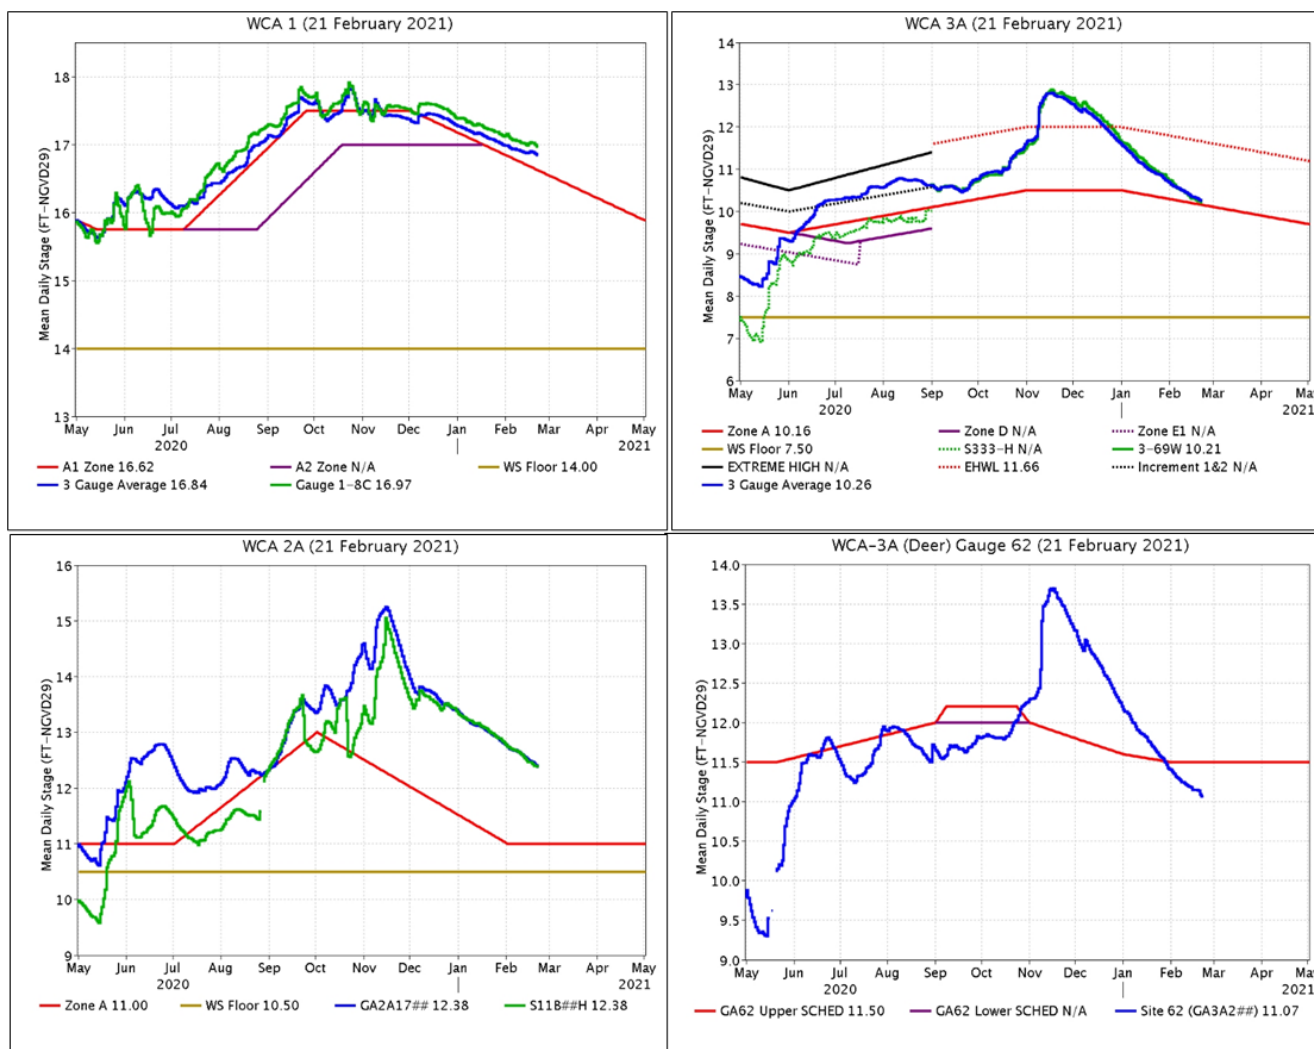 WCA 1 (21 February 2021)
Mean Daily Stage (FT-NGVD29)
18
17
16
15
14
13
May Jun Jul Aug Sep Oct Nov Dec Jan Feb Mar Apr May
2020 2021
A1 Zone 16.62 A2 Zone N/A WS Floor 14.00
3 Gauge Average 16.84 Gauge 1-8C 16.97
WCA 3A (21 February 2021)
Mean Daily Stage (FT-NGVD29)
14
13
12
11
10
9
8
7
6
May Jun Jul Aug Sep Oct Nov Dec Jan Feb Mar Apr May
2020 2021
Zone A 10.16 Zone D N/A Zone E1 N/A
WS Floor 7.50 S333-H N/A 3-69W 10.21
EXTREME HIGH N/A EHWL 11.66 Increment 1&2 N/A
3 Gauge Average 10.26
WCA 2A (21 February 2021)
Mean Daily Stage (FT-NGVD29)
16
15
14
13
12
11
10
9
May Jun Jul Aug Sep Oct Nov Dec Jan Feb Mar Apr May
2020 2021
Zone A 11.00 WS Floor 10.50 GA2A17## 12.38 S11B##H 12.38
WCA-3A (Deer) Gauge 62 (21 February 2021)
Mean Daily Stage (FT-NGVD29)
14.0
13.5
13.0
12.5
12.0
11.5
11.0
10.5
10.0
9.5
9.0
May Jun Jul Aug Sep Oct Nov Dec Jan Feb Mar Apr May
2020 2021
GA62 Upper SCHED 11.50 GA62 Lower SCHED N/A Site 62 (GA3A2##) 11.07